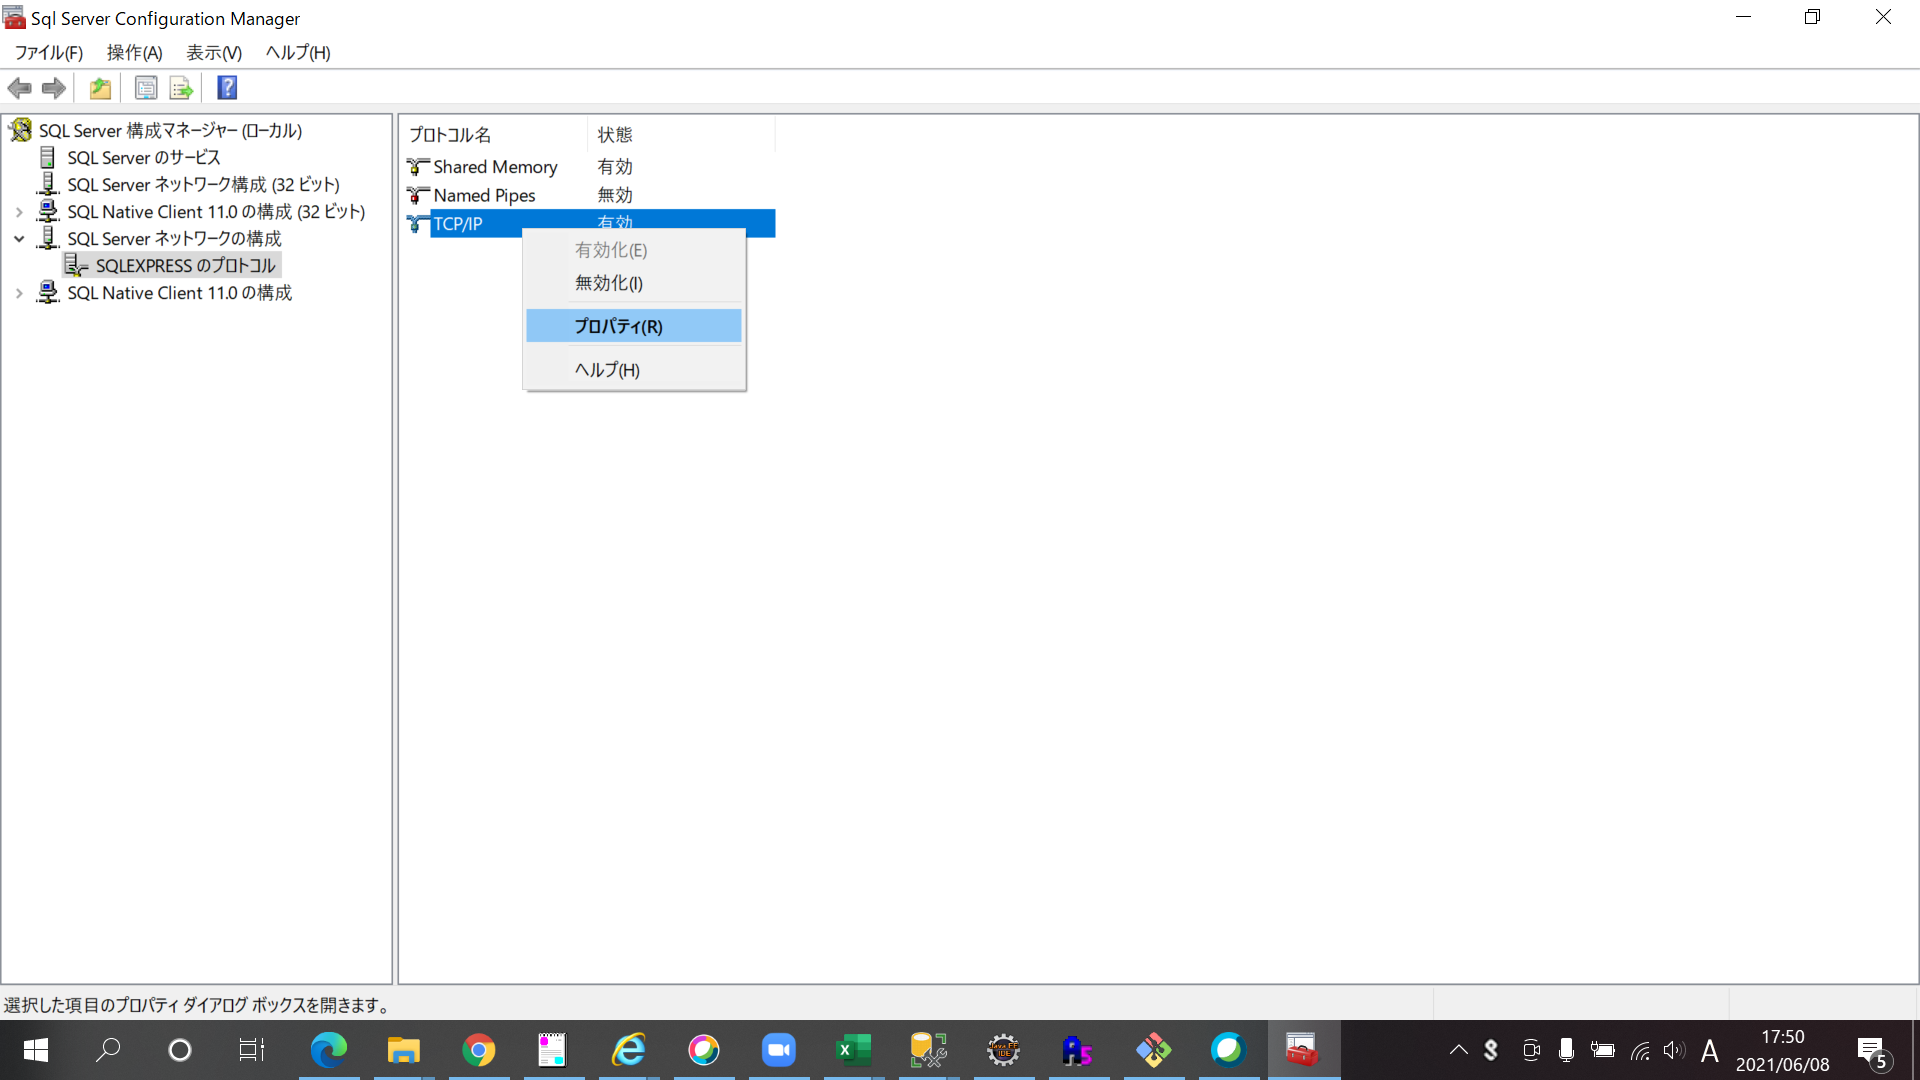 Sql Server Configuration Manager
ファイル(F) 操作(A) 表示(V) ヘルプ(H)
SQL Server 構成マネージャー (ローカル)
SQL Server のサービス
SQL Server ネットワーク構成 (32 ビット)
SQL Native Client 11.0 の構成 (32 ビット)
SQL Server ネットワークの構成
SQLEXPRESS のプロトコル
SQL Native Client 11.0 の構成
プロトコル名 状態
Shared Memory 有効
Named Pipes 無効
TCP/IP 有効
有効化(E)
無効化(I)
プロパティ(R)
ヘルプ(H)
選択した項目のプロパティ ダイアログ ボックスを開きます。
Java EE
IDE
A5
A
17:50
2021/06/08
5